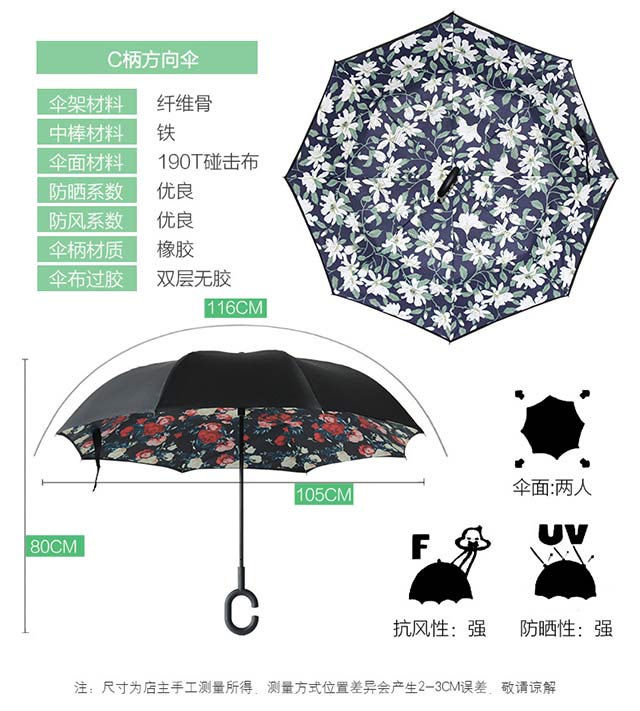 C柄方向伞
伞架材料 纤维骨
中棒材料 铁
伞面材料 190T碰击布
防晒系数 优良
防风系数 优良
伞柄材质 橡胶
伞布过胶 双层无胶
116CM
105CM
80CM
伞面:两人
F
UV
抗风性：强
防晒性：强
注：尺寸为店主手工测量所得，测量方式位置差异会产生2-3CM误差，敬请谅解